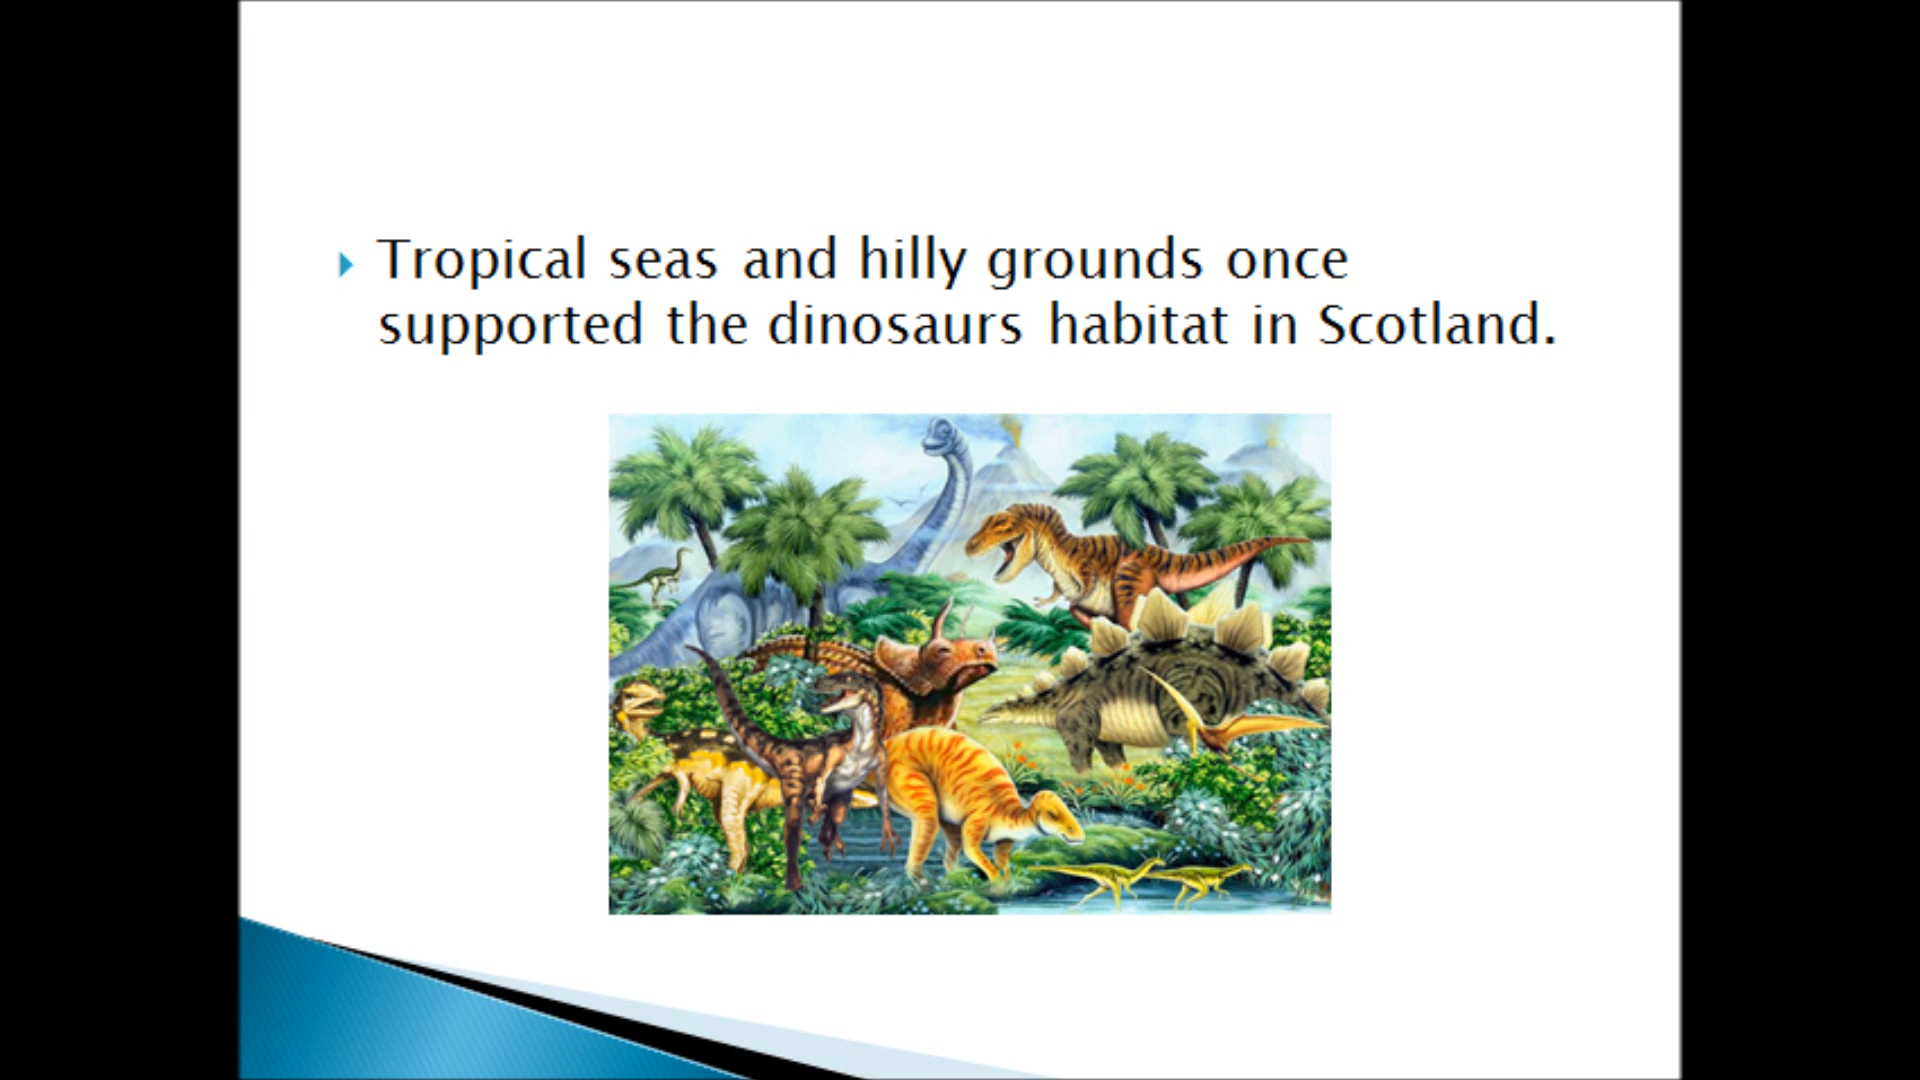 Tropical seas and hilly grounds once
supported the dinosaurs habitat in Scotland.